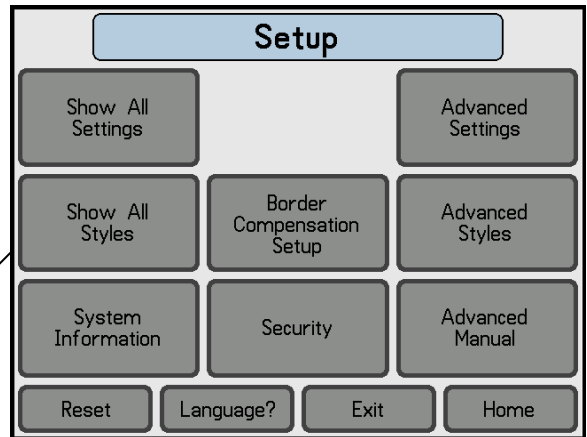 Setup
Show All
Settings
Advanced
Settings
Show All
Styles
Border
Compensation
Setup
Advanced
Styles
System
Information
Security
Advanced
Manual
Reset
Language?
Exit
Home